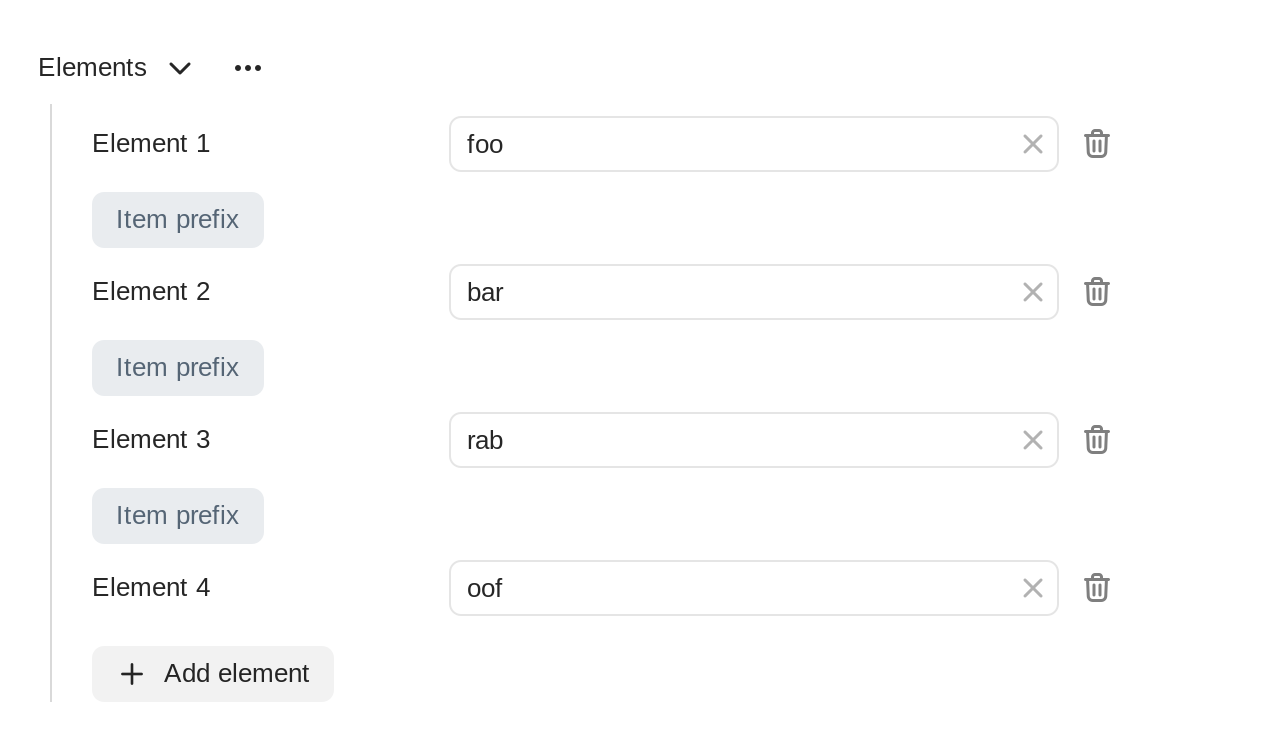 Elements
Element 1 foo
Item prefix
Element 2 bar
Item prefix
Element 3 rab
Item prefix
Element 4 oof
Add element